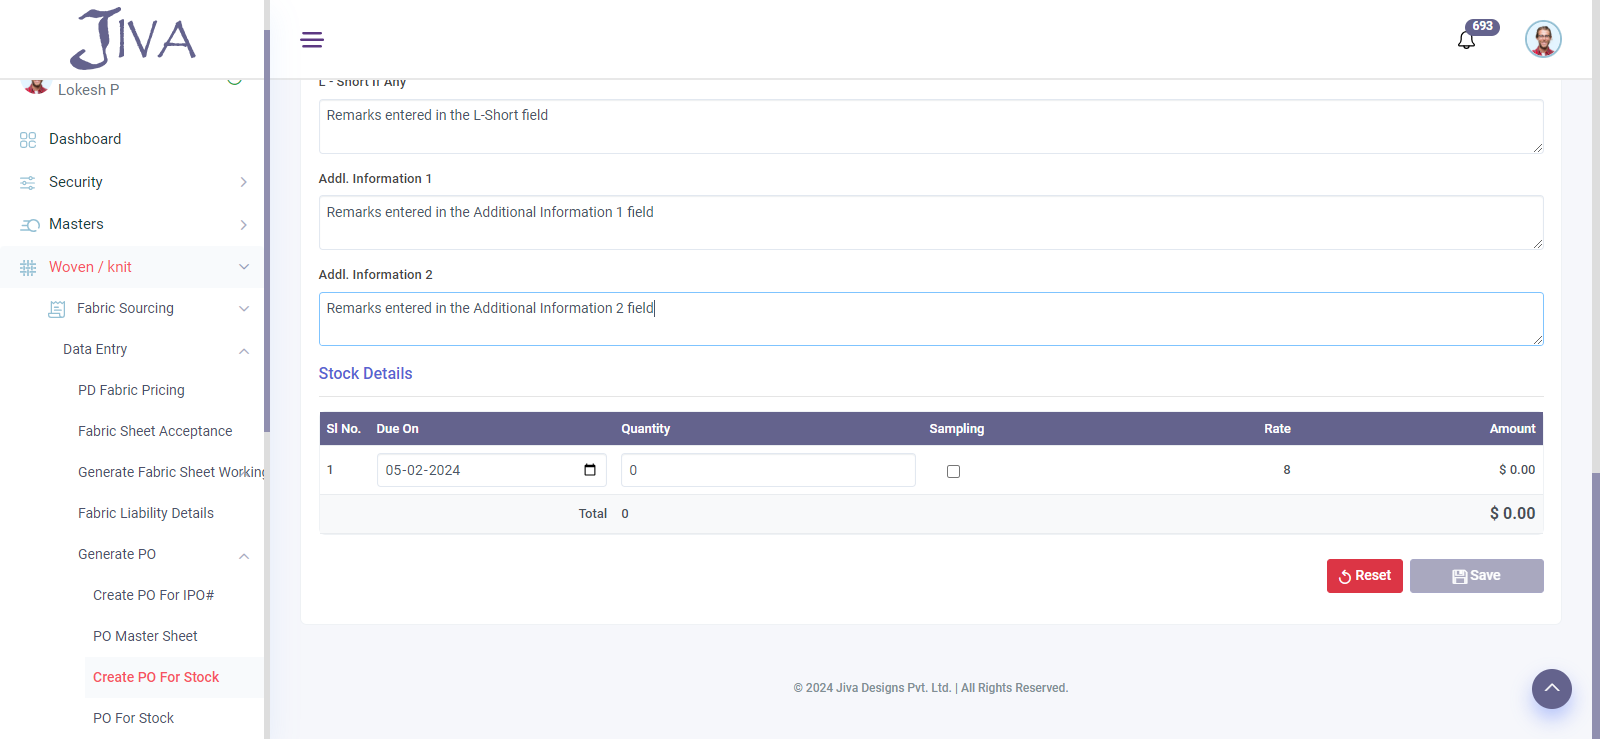 JIVA
693
Lokesh P
Dashboard
Security
Masters
Woven / knit
Fabric Sourcing
Data Entry
PD Fabric Pricing
Fabric Sheet Acceptance
Generate Fabric Sheet Working
Fabric Liability Details
Generate PO
Create PO For IPO#
PO Master Sheet
Create PO For Stock
PO For Stock
L - Short If Any
Remarks entered in the L-Short field
Addl. Information 1
Remarks entered in the Additional Information 1 field
Addl. Information 2
Remarks entered in the Additional Information 2 field
Stock Details
Sl No. Due On Quantity Sampling Rate Amount
1 05-02-2024 0 8 $ 0.00
Total 0 $ 0.00
Reset Save
© 2024 Jiva Designs Pvt. Ltd. | All Rights Reserved.